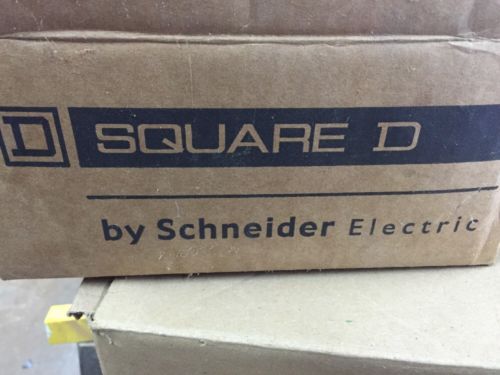 D SQUARE D
by Schneider Electric